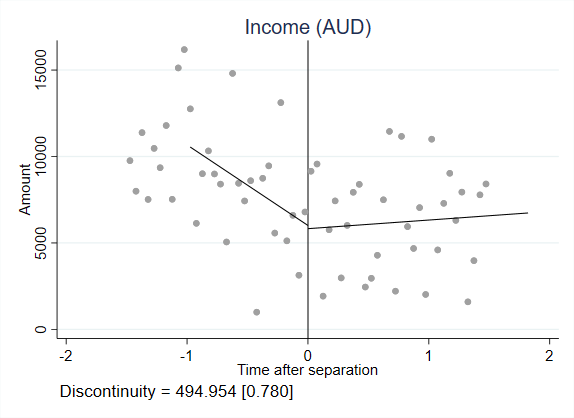 Income (AUD)
15000
10000
5000
0
Amount
-2 -1 0 1 2
Time after separation
Discontinuity = 494.954 [0.780]